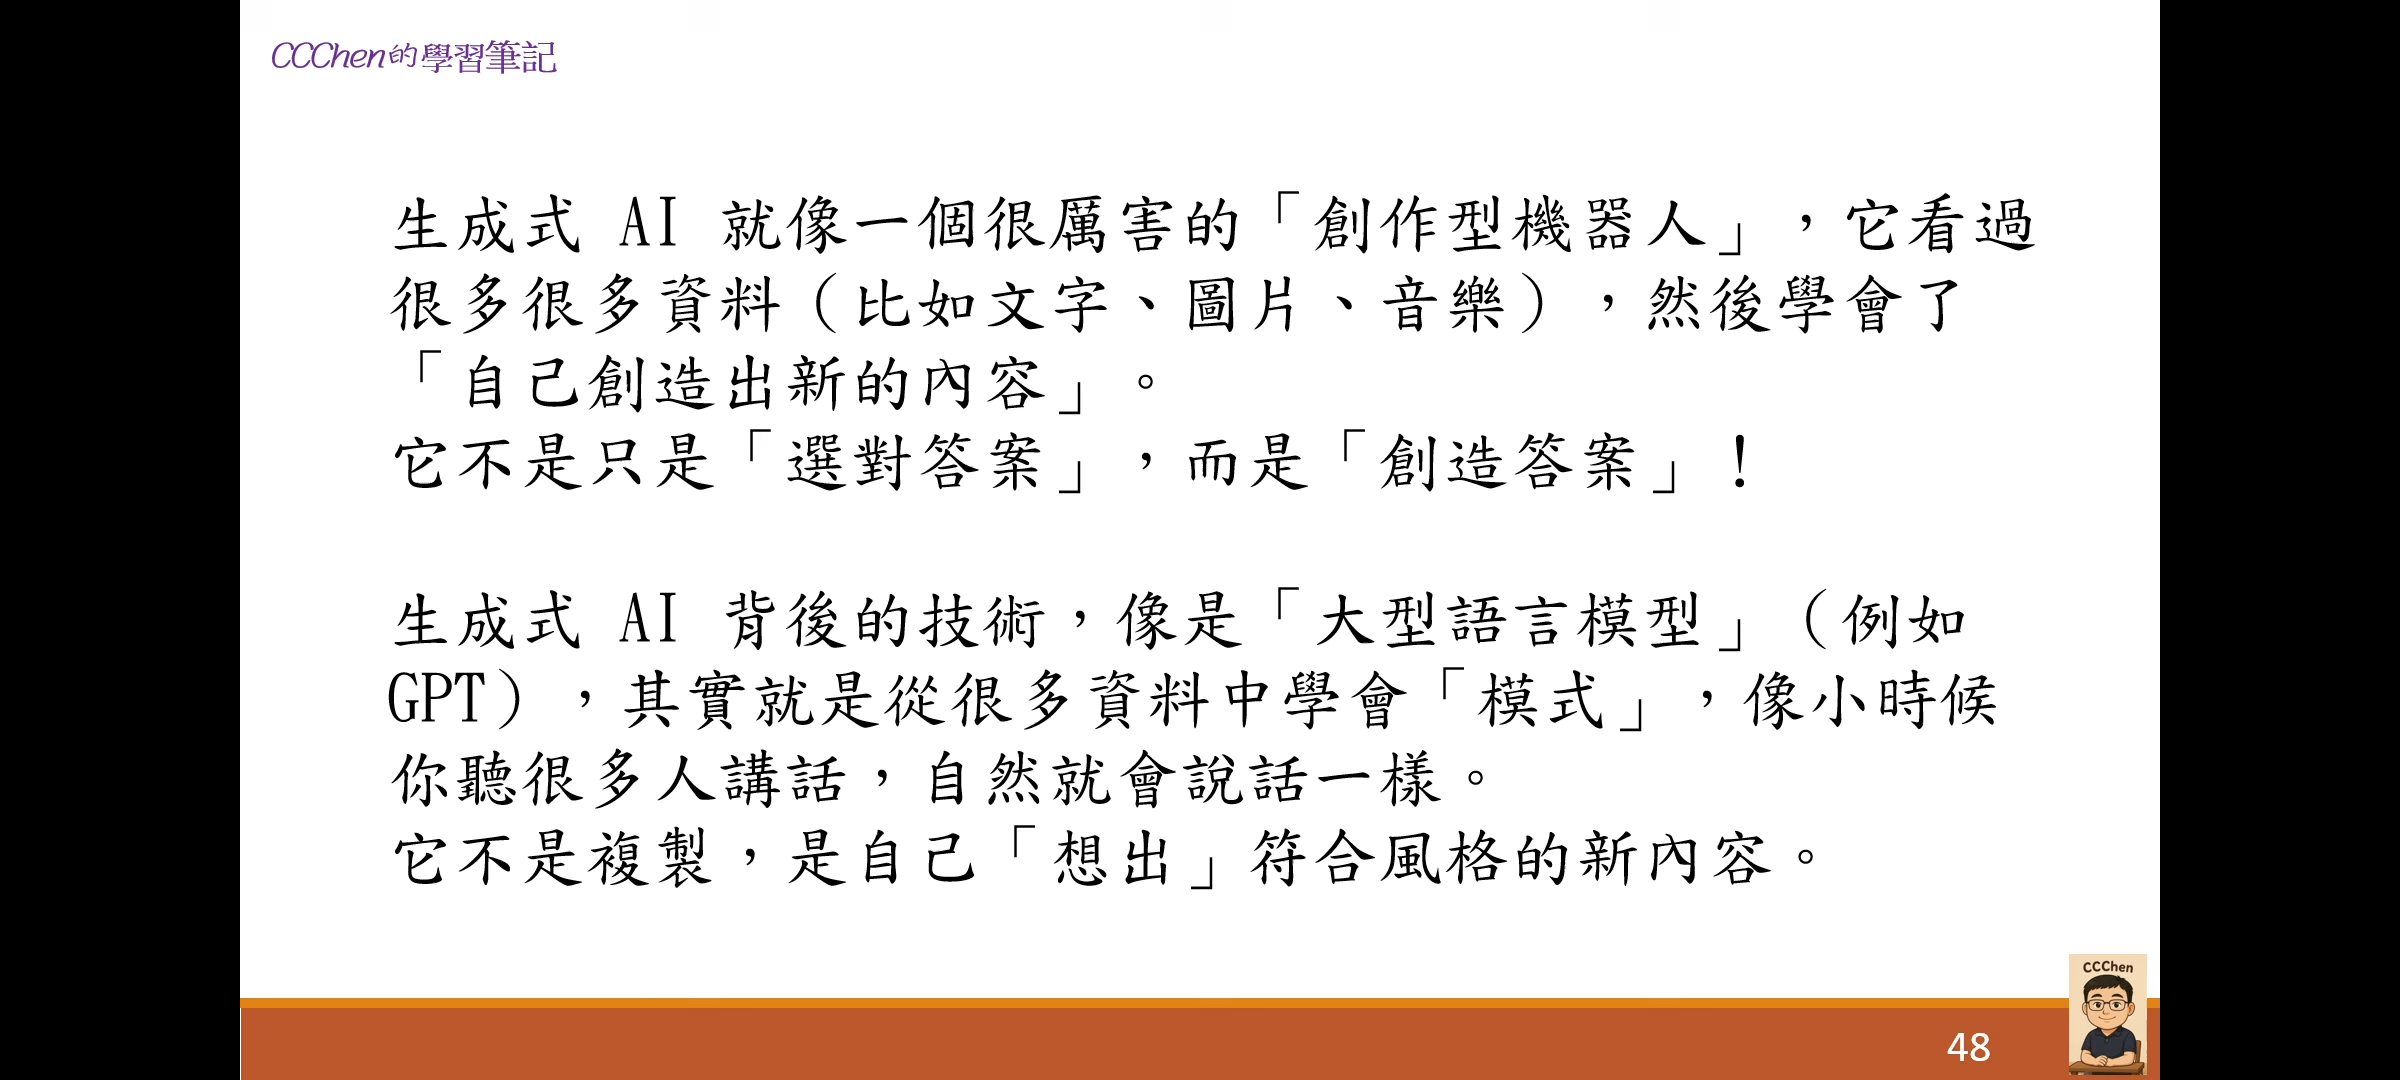 CCChen的學習筆記
生成式 AI 就像一個很厲害的「創作型機器人」，它看過
很多很多資料（比如文字、圖片、音樂），然後學會了
「自己創造出新的內容」。
它不是只是「選對答案」，而是「創造答案」！
生成式 AI 背後的技術，像是「大型語言模型」（例如
GPT），其實就是從很多資料中學會「模式」，像小時候
你聽很多人講話，自然就會說話一樣。
它不是複製，是自己「想出」符合風格的新內容。
CCChen
48